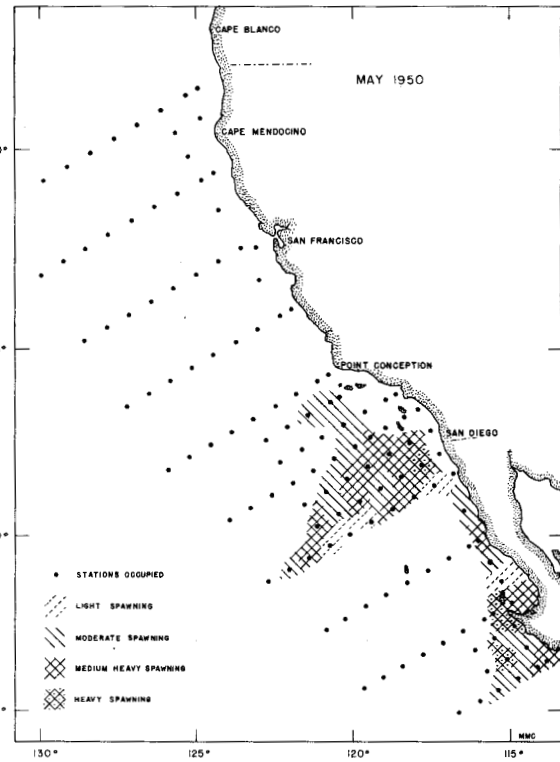 CAPE BLANCO
MAY 1950
CAPE MENDOCINO
SAN FRANCISCO
POINT CONCEPTION
SAN DIEGO
STATIONS OCCUPIED
LIGHT SPAWNING
MODERATE SPAWNING
MEDIUM HEAVY SPAWNING
HEAVY SPAWNING
MMC
130° 125° 120° 115°